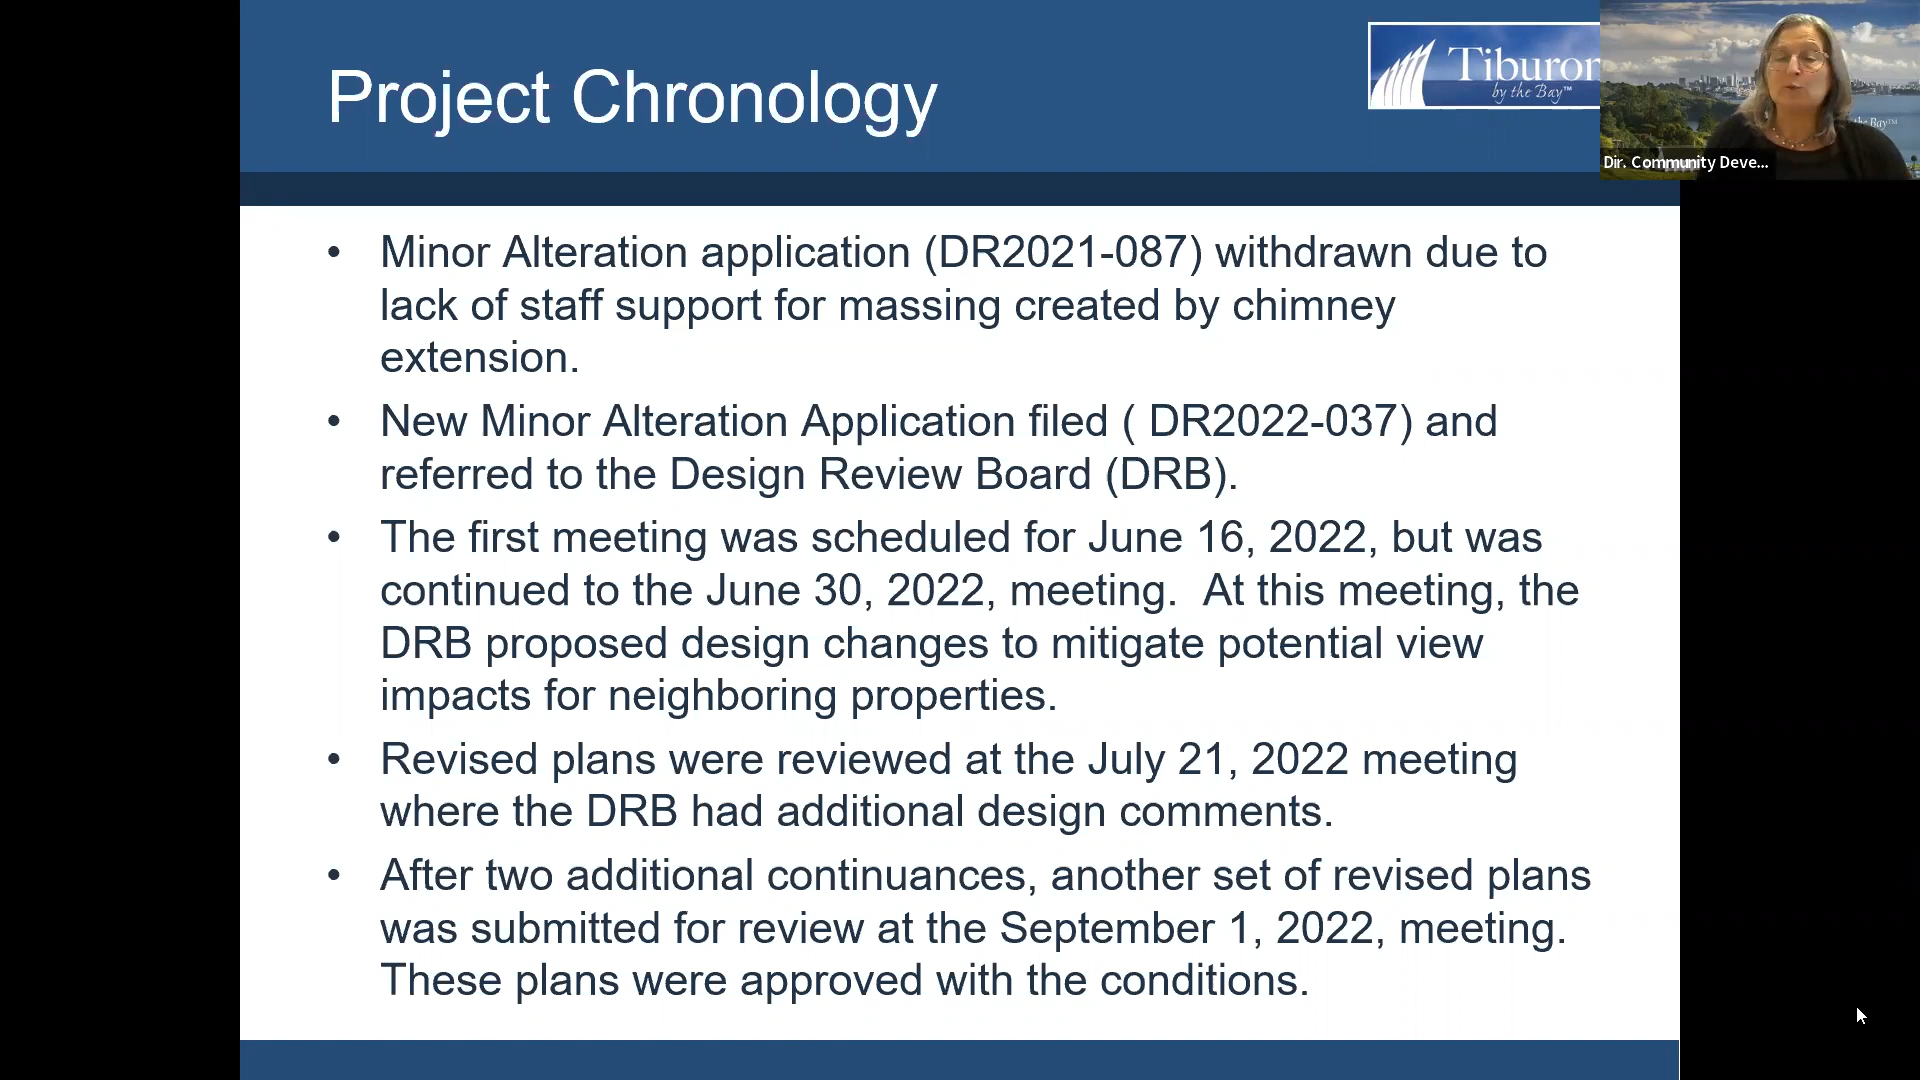 Project Chronology
Tiburon
by the Bay™
the Bay™
Dir. Community Deve...
• Minor Alteration application (DR2021-087) withdrawn due to
lack of staff support for massing created by chimney
extension.
• New Minor Alteration Application filed ( DR2022-037) and
referred to the Design Review Board (DRB).
• The first meeting was scheduled for June 16, 2022, but was
continued to the June 30, 2022, meeting.  At this meeting, the
DRB proposed design changes to mitigate potential view
impacts for neighboring properties.
• Revised plans were reviewed at the July 21, 2022 meeting
where the DRB had additional design comments.
• After two additional continuances, another set of revised plans
was submitted for review at the September 1, 2022, meeting.
These plans were approved with the conditions.